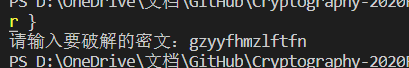 PS D:\OneDrive\文档\GitHub\Cryptography-2020
r }
请输入要破解的密文：gzyyfhmzlftfn
PS D:\OneDrive\文档\GitHub\Cryptography-2020